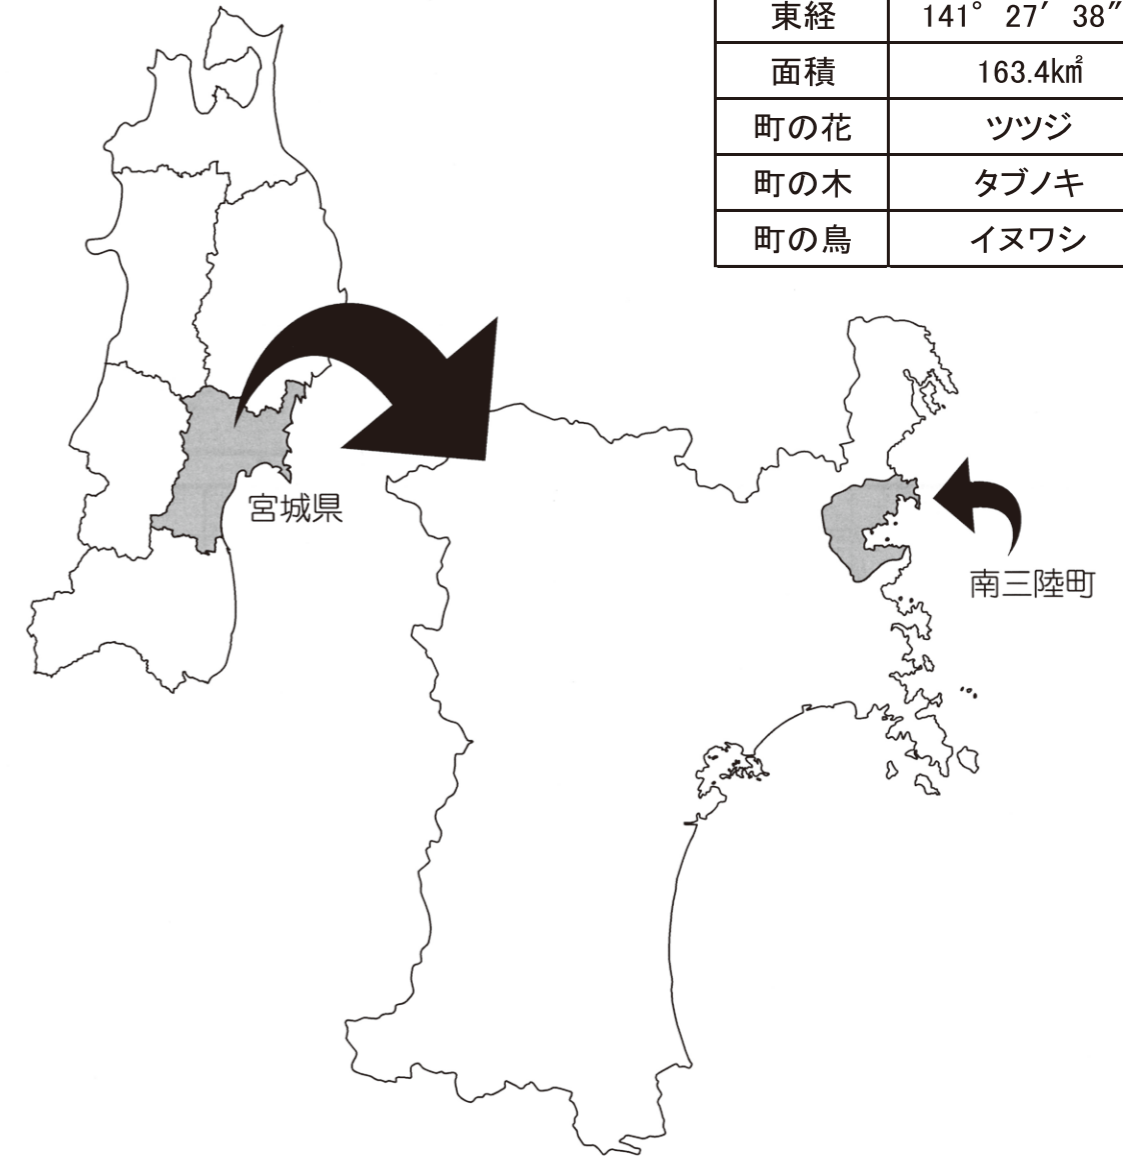 東経 141°27′38″
面積 163.4k㎡
町の花 ツツジ
町の木 タブノキ
町の鳥 イヌワシ
宮城県
南三陸町